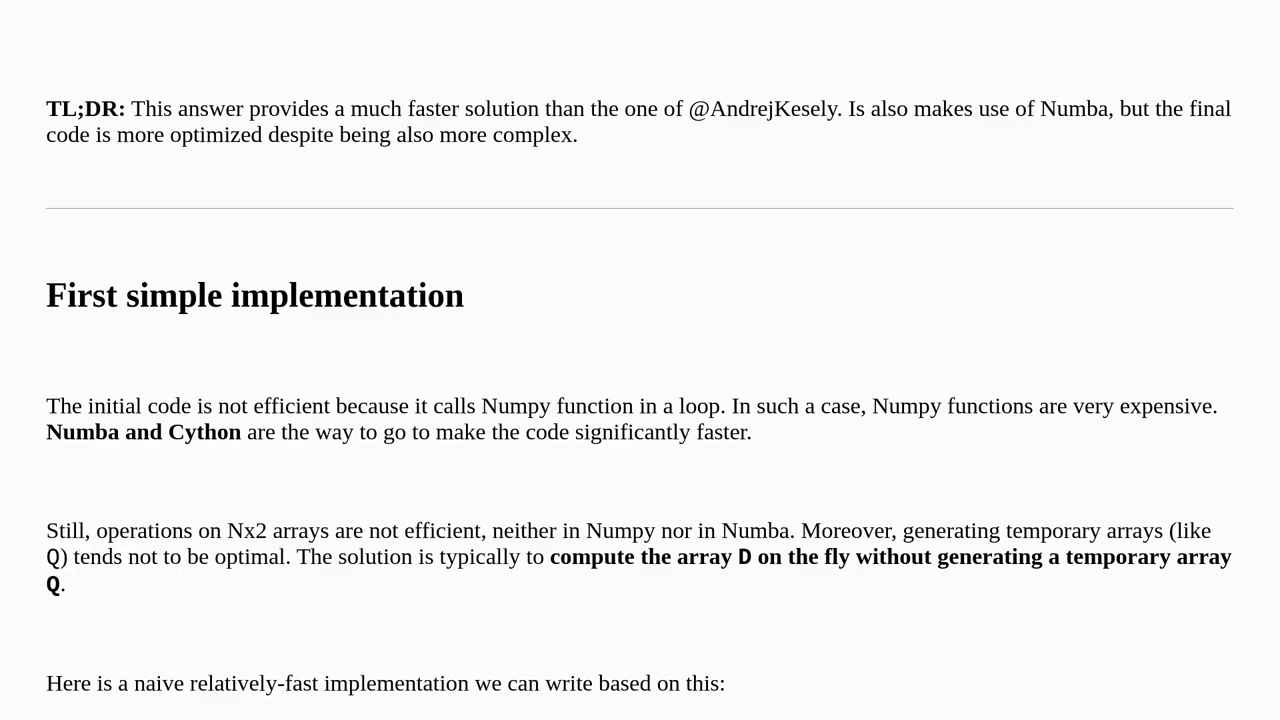 TL;DR: This answer provides a much faster solution than the one of @AndrejKesely. Is also makes use of Numba, but the final
code is more optimized despite being also more complex.
First simple implementation
The initial code is not efficient because it calls Numpy function in a loop. In such a case, Numpy functions are very expensive.
Numba and Cython are the way to go to make the code significantly faster.
Still, operations on Nx2 arrays are not efficient, neither in Numpy nor in Numba. Moreover, generating temporary arrays (like
Q) tends not to be optimal. The solution is typically to compute the array D on the fly without generating a temporary array
Q.
Here is a naive relatively-fast implementation we can write based on this: